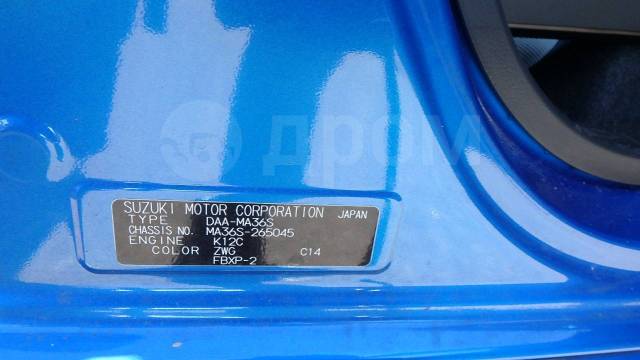 ДРОМ
SUZUKI MOTOR CORPORATION JAPAN
TYPE DAA-MA36S
CHASSIS NO. MA36S-265045
ENGINE K12C
COLOR ZWG C14
FBXP-2